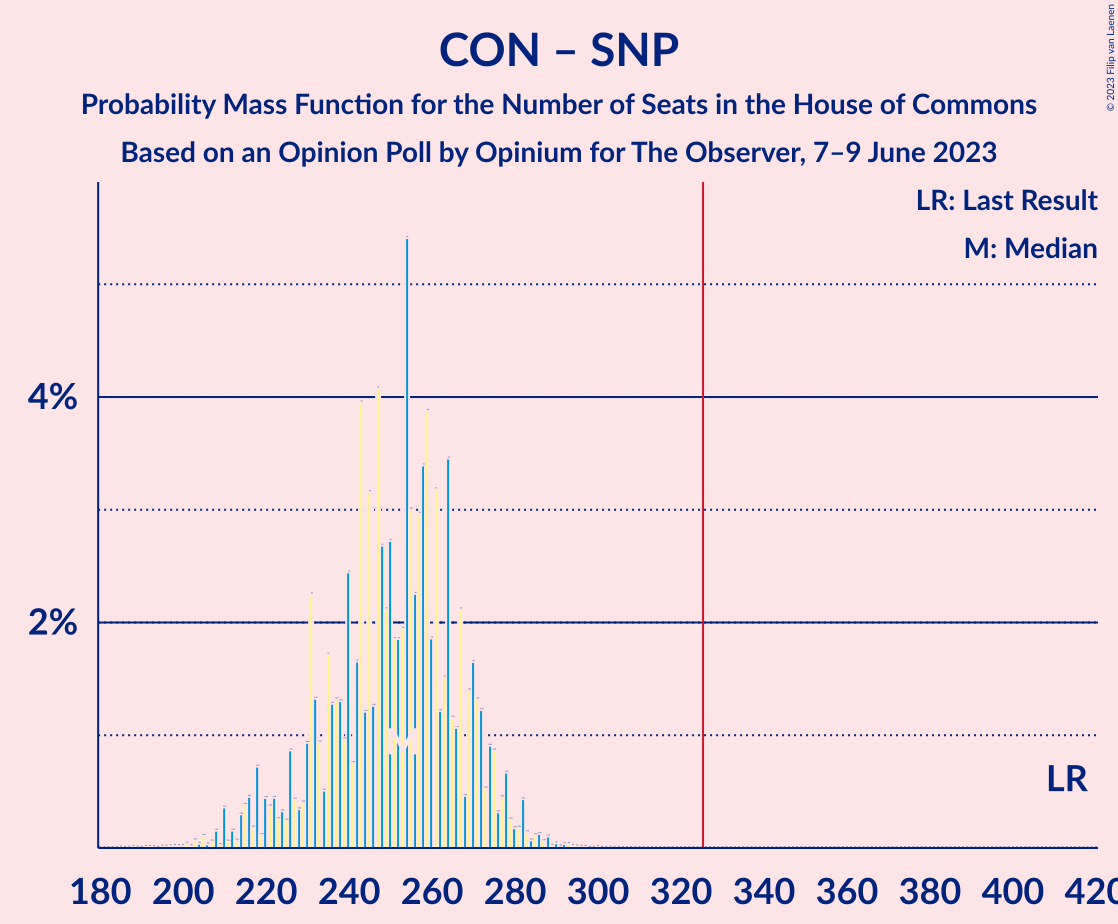 CON – SNP
Probability Mass Function for the Number of Seats in the House of Commons
Based on an Opinion Poll by Opinium for The Observer, 7–9 June 2023
© 2023 Filip van Laenen
LR: Last Result
M: Median
4%
2%
M
LR
180 200 220 240 260 280 300 320 340 360 380 400 420